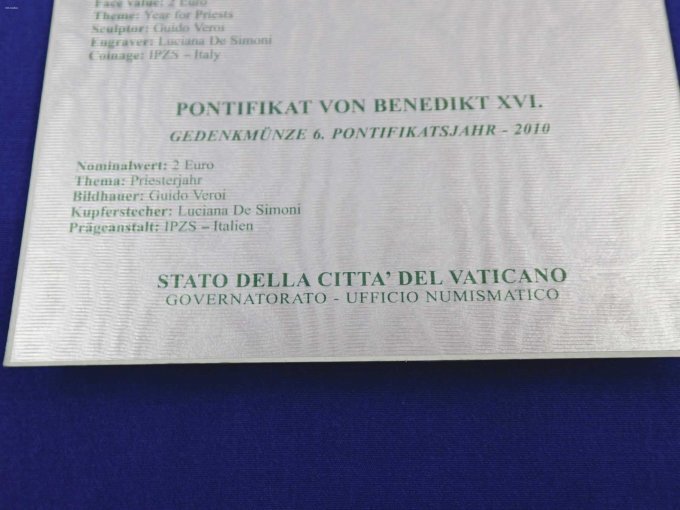 Face value: 2 Euro
Theme: Year for Priests
Sculptor: Guido Veroi
Engraver: Luciana De Simoni
Coinage: IPZS – Italy
PONTIFIKAT VON BENEDIKT XVI.
GEDENKMÜNZE 6. PONTIFIKATSJAHR - 2010
Nominalwert: 2 Euro
Thema: Priesterjahr
Bildhauer: Guido Veroi
Kupferstecher: Luciana De Simoni
Prägeanstalt: IPZS – Italien
STATO DELLA CITTA' DEL VATICANO
GOVERNATORATO - UFFICIO NUMISMATICO